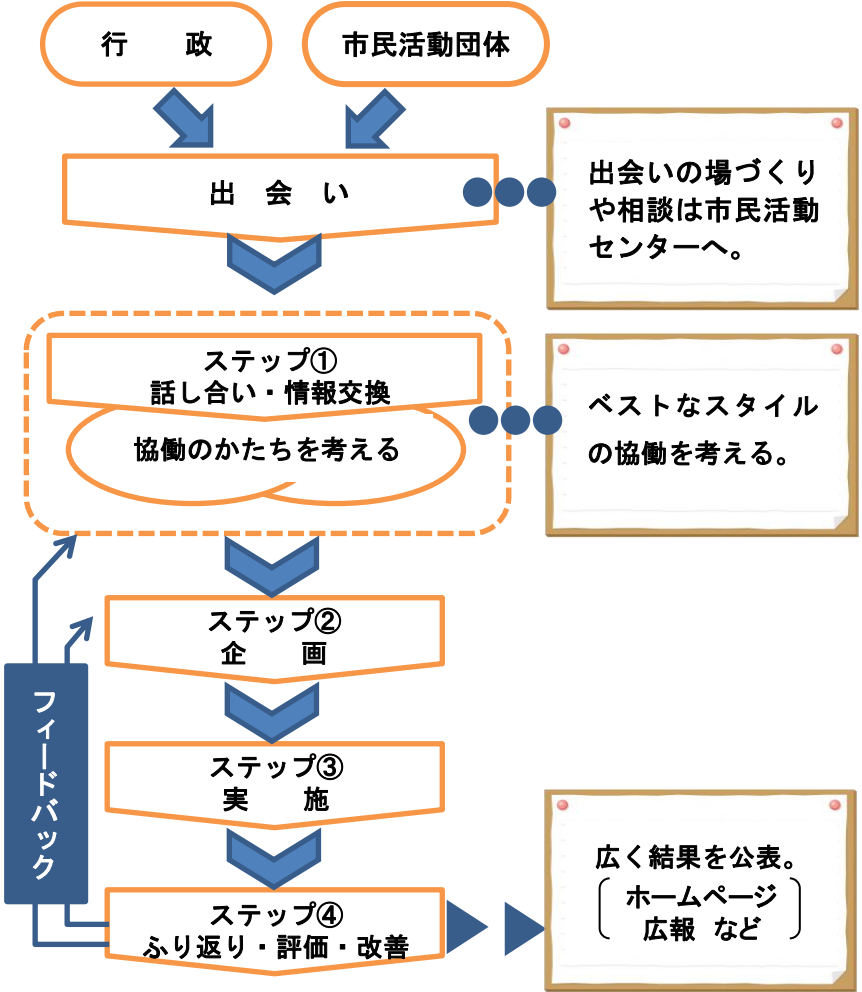 行　政
市民活動団体
出　会　い
出会いの場づくり
や相談は市民活動
センターへ。
ステップ①
話し合い・情報交換
協働のかたちを考える
ベストなスタイル
の協働を考える。
ステップ②
企　画
ステップ③
実　施
フィードバック
ステップ④
ふり返り・評価・改善
広く結果を公表。
ホームページ
広報 など